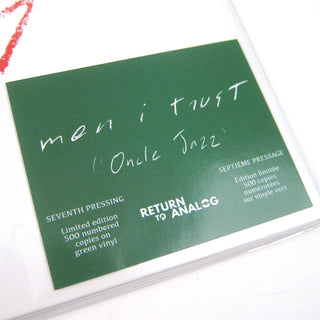 men i trust
'Oncle Jazz'
SEVENTH PRESSING
Limited edition
500 numbered
copies on
green vinyl
RETURN
TO ANALOG
SEPTIEME PRESSAGE
Édition limitée
500 copies
numérotées
sur vinyle vert